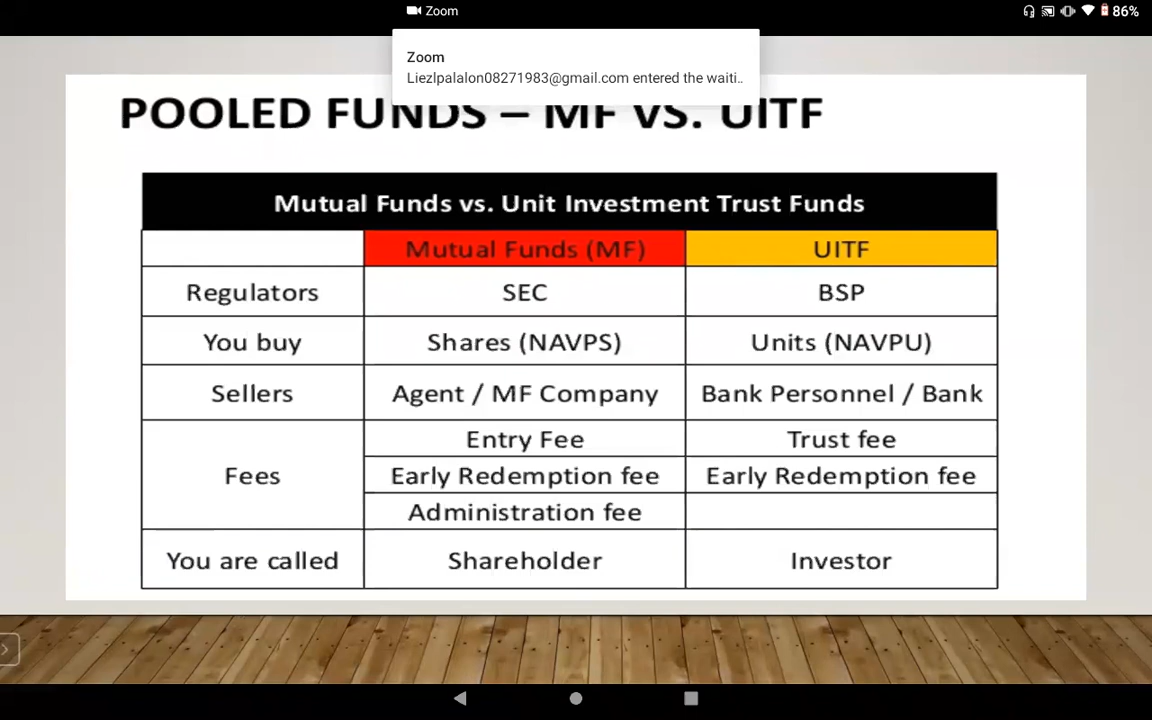 Zoom
86%
Zoom
Liezlpalalon08271983@gmail.com entered the waiti..
POOLED FUNDS – MF VS. UITF
Mutual Funds vs. Unit Investment Trust Funds
Mutual Funds (MF) UITF
Regulators SEC BSP
You buy Shares (NAVPS) Units (NAVPU)
Sellers Agent / MF Company Bank Personnel / Bank
Fees Entry Fee Trust fee
Early Redemption fee Early Redemption fee
Administration fee
You are called Shareholder Investor